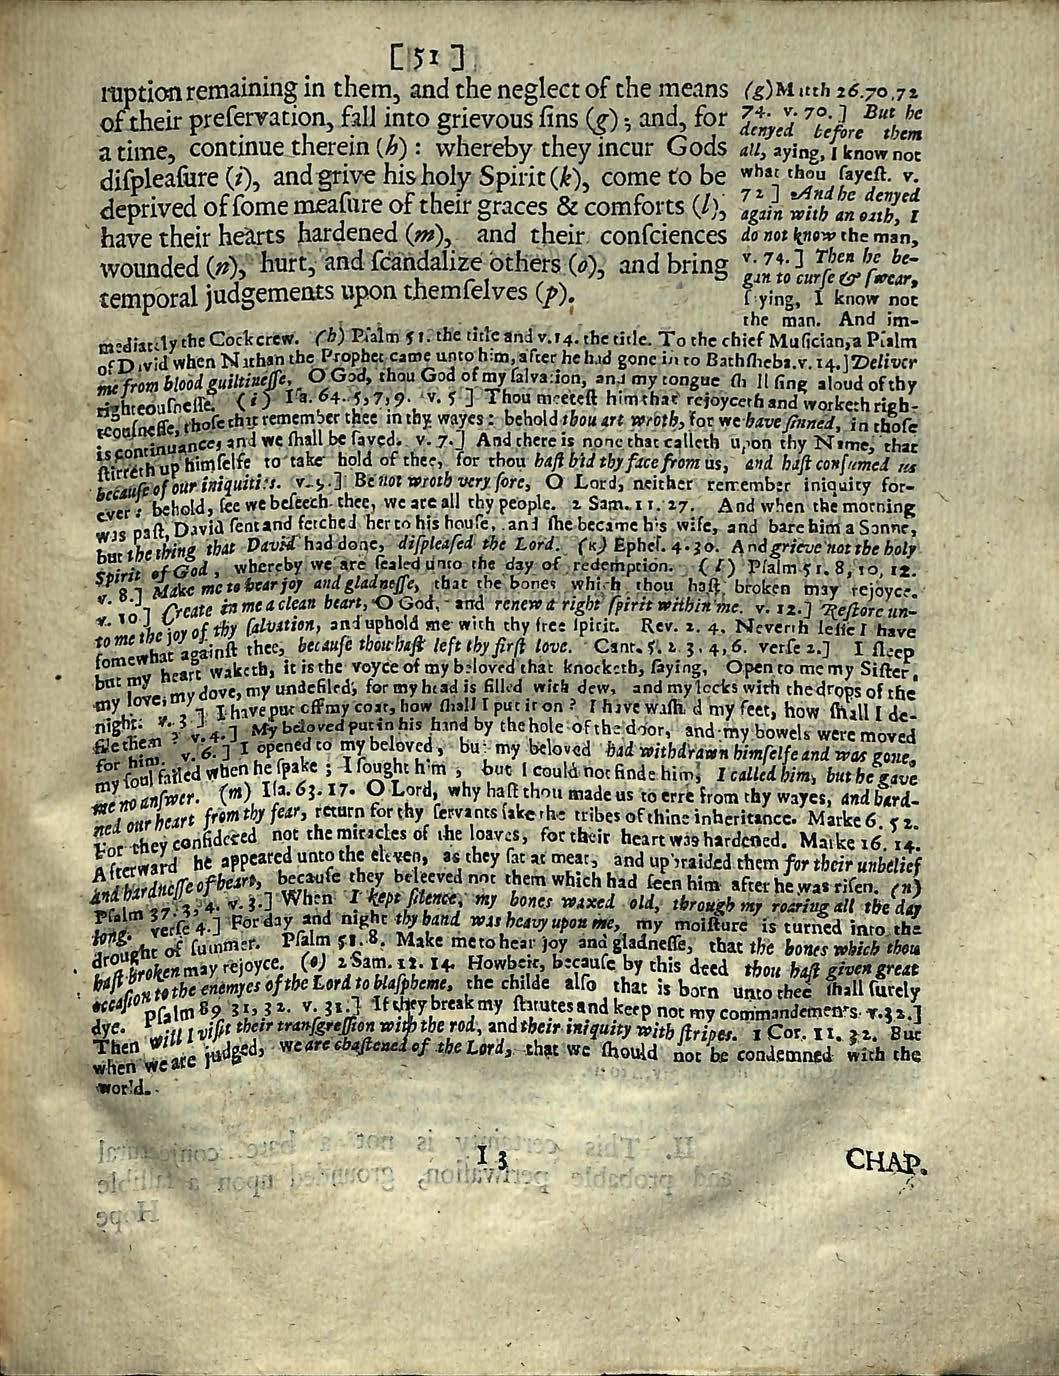 [ 51 ]
ruption remaining in them, and the neglect of the means
of their preſervation, fall into grievous ſins (g); and, for
a time, continue therein (h) : whereby they incur Gods
diſpleaſure (i), and grive his holy Spirit (k), come to be
deprived of ſome meaſure of their graces & comforts (l),
have their hearts hardened (m), and their conſciences
wounded (n), hurt, and ſcandalize others (o), and bring
temporal judgements upon themſelves (p).
(g) Matth 26.70,72
74. v. 70.] But he
denyed before them
all, aying, I know not
what thou ſayeſt. v.
72 ] And he denyed
again with an oath, I
do not know the man,
v. 74.] Then he be-
gan to curſe & ſwear,
ſ ying, I know not
the man. And im-
mediately the Cock crew. (h) Pſalm 51. the title and v.14. the title. To the chief Muſician, a Pſalm
of David when Nathan the Prophet came unto him, after he had gone in to Bathſheba. v. 14.] Deliver
me from blood guiltineſſe, O God, thou God of my ſalvation, and my tongue ſh ll ſing aloud of thy
righteouſneſſe. (i) Iſa. 64. 5, 7, 9. v. 5 ] Thou meeteſt him that rejoyceth and worketh righ-
teouſneſſe, thoſe that remember thee in thy wayes : behold thou art wroth, for we have ſinned, in thoſe
is continuance, and we ſhall be ſaved. v. 7.] And there is none that calleth upon thy Name, that
ſtirreth up himſelfe to take hold of thee, for thou haſt hid thy face from us, and haſt conſumed us
becauſe of our iniquities. v. 9.] Be not wroth very ſore, O Lord, neither remember iniquity for-
ever : behold, ſee we beſeech thee, we are all thy people. 2 Sam. 11. 27. And when the morning
was paſt, David ſent and fetched her to his houſe, and ſhe became his wife, and bare him a Sonne,
but the thing that David had done, diſpleaſed the Lord. (k) Epheſ. 4. 30. And grieve not the holy
Spirit of God, whereby we are ſealed unto the day of redemption. (l) Pſalm 51. 8, 10, 12.
v. 8.] Make me to hear joy and gladneſſe, that the bones which thou haſt broken may rejoyce.
v. 10] Create in me a clean heart, O God, and renew a right ſpirit within me. v. 12.] Reſtore un-
to me the joy of thy ſalvation, and uphold me with thy free ſpirit. Rev. 2. 4. Neverth leſſe I have
ſomewhat againſt thee, becauſe thou haſt left thy firſt love. Cant. 5. 2, 3, 4, 6. verſe 2.] I ſleep
but my heart waketh, it is the voyce of my beloved that knocketh, ſaying, Open to me my Siſter,
my love, my dove, my undefiled, for my head is filled with dew, and my locks with the drops of the
night. v. 3.] I have put off my coat, how ſhall I put it on ? I have waſh d my feet, how ſhall I de-
file them ? v. 4.] My beloved put in his hand by the hole of the door, and my bowels were moved
for him. v. 6.] I opened to my beloved, but my beloved had withdrawn himſelfe and was gone,
my ſoul failed when he ſpake ; I ſought him, but I could not finde him, I called him, but he gave
me no anſwer. (m) Iſa. 63. 17. O Lord, why haſt thou made us to erre from thy wayes, and hard-
ned our heart from thy fear, return for thy ſervants ſake the tribes of thine inheritance. Marke 6. 52.
For they conſidered not the miracles of the loaves, for their heart was hardened. Marke 16. 14.
Afterward he appeared unto the eleven, as they ſat at meat, and upbraided them for their unbelief
and hardneſſe of heart, becauſe they beleeved not them which had ſeen him after he was riſen. (n)
Pſalm 37. 3, 4. v. 3.] When I kept ſilence, my bones waxed old, through my roaring all the day
long. verſe 4.] For day and night thy hand was heavy upon me, my moiſture is turned into the
drought of ſummer. Pſalm 51. 8. Make me to hear joy and gladneſſe, that the bones which thou
haſt broken may rejoyce. (o) 2 Sam. 12. 14. Howbeit, becauſe by this deed thou haſt given great
occaſion to the enemyes of the Lord to blaſpheme, the childe alſo that is born unto thee ſhall ſurely
dye. Pſalm 89 31, 32. v. 31.] If they break my ſtatutes and keep not my commandements v. 32.]
Then will I viſit their tranſgreſſion with the rod, and their iniquity with ſtripes. 1 Cor. 11. 32. But
when we are judged, we are chaſtened of the Lord, that we ſhould not be condemned with the
world.
I 3
CHAP.